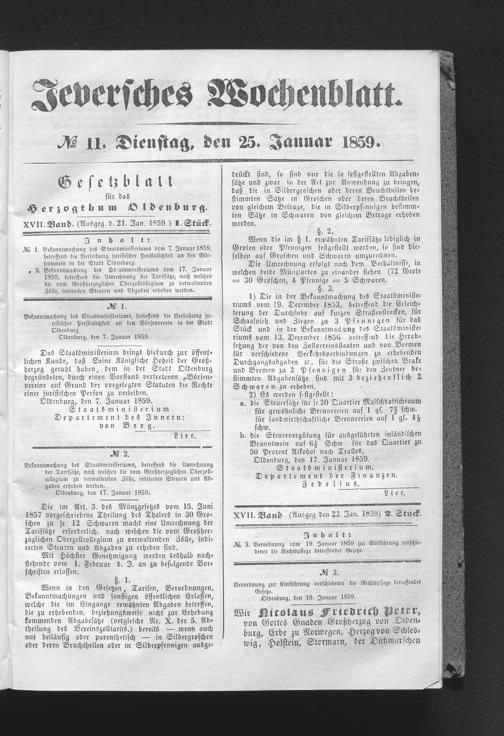 Jeversches Wochenblatt.
№ 11. Dienstag, den 25. Januar 1859.
Gesetzblatt
für das
Herzogthum Oldenburg.
XVII. Band. (Ausgeg. d. 21. Jan. 1859.) 1. Stück.
Inhalt:
№ 1. Bekanntmachung des Staatsministeriums vom 7. Januar 1859,
betreffend die Verleihung juristischer Persönlichkeit an den Börsenverein
in der Stadt Oldenburg.
„ 2. Bekanntmachung des Staatsministeriums vom 17. Januar
1859, betreffend die Umrechnung der Tarifsätze, nach welchen
die vom Großherzoglichen Oberzollcollegium zu verwaltenden
Zölle, indirecten Steuern und Abgaben erhoben werden.
№ 1.
Bekanntmachung des Staatsministeriums, betreffend die Verleihung juristischer
Persönlichkeit an den Börsenverein in der Stadt
Oldenburg.
Oldenburg, den 7. Januar 1859.
Das Staatsministerium bringt hiedurch zur öffentlichen
Kunde, daß Seine Königliche Hoheit der Großherzog
geruht haben, dem in der Stadt Oldenburg
begründeten, durch einen Vorstand vertretenen „Börsenverein“
auf Grund der vorgelegten Statuten die Rechte
einer juristischen Person zu verleihen.
Oldenburg, den 7. Januar 1859.
Staatsministerium
Departement des Innern:
von Berg.
Lier.
№ 2.
Bekanntmachung des Staatsministeriums, betreffend die Umrechnung
der Tarifsätze, nach welchen die vom Großherzoglichen Oberzollcollegium
zu verwaltenden Zölle, indirecten Steuern und Abgaben
erhoben werden.
Oldenburg, den 17. Januar 1859.
Die im Art. 3. des Münzgesetzes vom 15. Juni
1857 vorgeschriebene Theilung des Thalers in 30 Groschen
zu je 12 Schwaren macht eine Umrechnung der
Tarifsätze erforderlich, nach welchen die vom Großherzoglichen
Oberzollcollegium zu verwaltenden Zölle, indirecten
Steuern und Abgaben zu erheben sind.
Mit Höchster Genehmigung werden deshalb nachstehende
vom 1. Februar d. J. an zu befolgende Vorschriften
erlassen.
§. 1.
Wenn in den Gesetzen, Tarifen, Verordnungen,
Bekanntmachungen und sonstigen öffentlichen Erlassen,
welche die im Eingange erwähnten Abgaben betreffen,
die zu erhebenden, beziehungsweise nicht zur Erhebung
kommenden Abgabensätze (vergleiche Nr. X. der 5. Abtheilung
des Vereinszolltarifs) bereits — wenn auch
nur beiläufig oder parenthetisch — in Silbergroschen
oder deren Bruchtheilen oder in Silberpfennigen ausgedrückt
sind, so sind nur die so festgestellten Abgabensätze
und zwar in der Art zur Anwendung zu bringen,
daß die in Silbergroschen oder deren Bruchtheilen bestimmten
Sätze in Groschen oder deren Bruchtheilen
von gleichem Betrage, die in Silberpfennigen bestimmten
Sätze in Schwaren von gleichem Betrage erhoben
werden.
§. 2.
Wenn die im §. 1. erwähnten Tarifsätze lediglich in
Groten oder Pfennigen festgestellt worden, so sind dieselben
auf Groschen und Schwaren umzurechnen.
Die Umrechnung erfolgt nach dem Verhältniß, in
welchem beide Münzsorten zu einander stehen (72 Grote
= 30 Groschen, 4 Pfennige = 5 Schwaren.
§. 3.
1) Die in der Bekanntmachung des Staatsministeriums
vom 19. December 1853, betreffend die Erleichterung
der Durchfuhr auf kurzen Straßenstrecken, für
Schaafvieh und Ziegen zu 3 Pfennigen für das
Stück und in der Bekanntmachung des Staatsministeriums
vom 13. December 1856 betreffend die Herabsetzung
der von den Zollvereinsstaaten und von Bremen
für verschiedene Verkehrsbeförderungen zu erhebenden
Durchgangsabgaben ꝛc., für die Straße zwischen Brake
und Bremen zu 2 Pfennigen für den Zentner bestimmten
Abgabensätze sind mit 3 beziehentlich 2
Schwaren zu erheben.
2) Es werden festgestellt:
a. die Steuersätze für je 20 Quartier Maischbottichraum
für gewöhnliche Brennereien auf 1 gl. 7½ schw.
für landwirthschaftliche Brennereien auf 1 gl. 4½
schw.
b. die Steuervergütung für ausgeführten inländischen
Branntwein auf 6¼ Schw für das Quartier zu
50 Procent Alkohol nach Tralles.
Oldenburg, den 17. Januar 1859.
Staatsministerium.
Departement der Finanzen.
Zedelius.
Lier.
XVII. Band (Ausgeg den 22. Jan. 1859) 2. Stück.
Inhalt:
№ 3. Verordnung vom 19. Januar 1859 zur Einführung verschiedener
die Rechtspflege betreffender Gesetze.
№ 3.
Verordnung zur Einführung verschiedener die Rechtspflege betreffender
Gesetze.
Oldenburg, den 19. Januar 1859.
Wir Nicolaus Friedrich Peter,
von Gottes Gnaden Großherzog von Oldenburg,
Erbe zu Norwegen, Herzog von Schleswig,
Holstein, Stormarn, der Dithmarschen